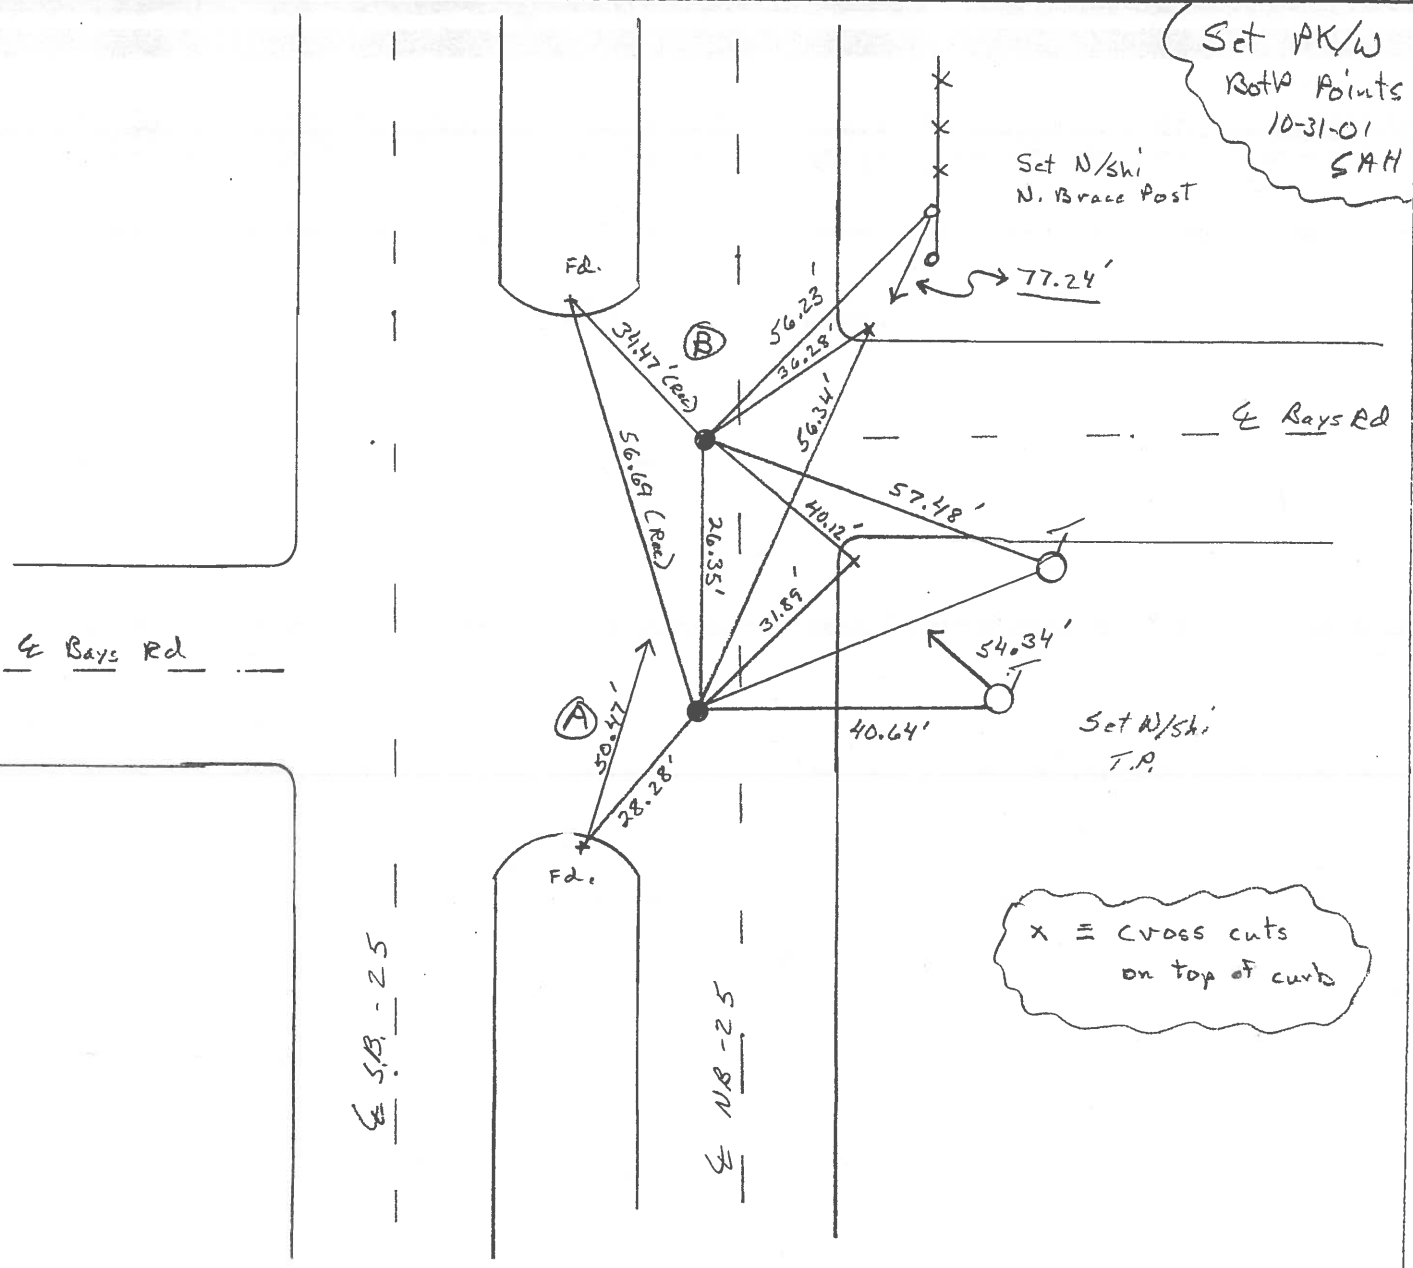 Set PK/W
Both Points
10-31-01
SAH
Set N/shi
N. Brace Post
77.24'
Fd.
56.23'
36.28'
B
34.47' (Rec)
56.34'
℄ Bays Rd
56.69 (Rec)
57.48'
40.12'
26.35'
31.89'
54.34'
℄ Bays Rd
A
50.47'
40.64'
Set N/shi
T.P.
28.28'
Fd.
x ≡ cross cuts
on top of curb
℄ S.B. - 25
℄ NB - 25